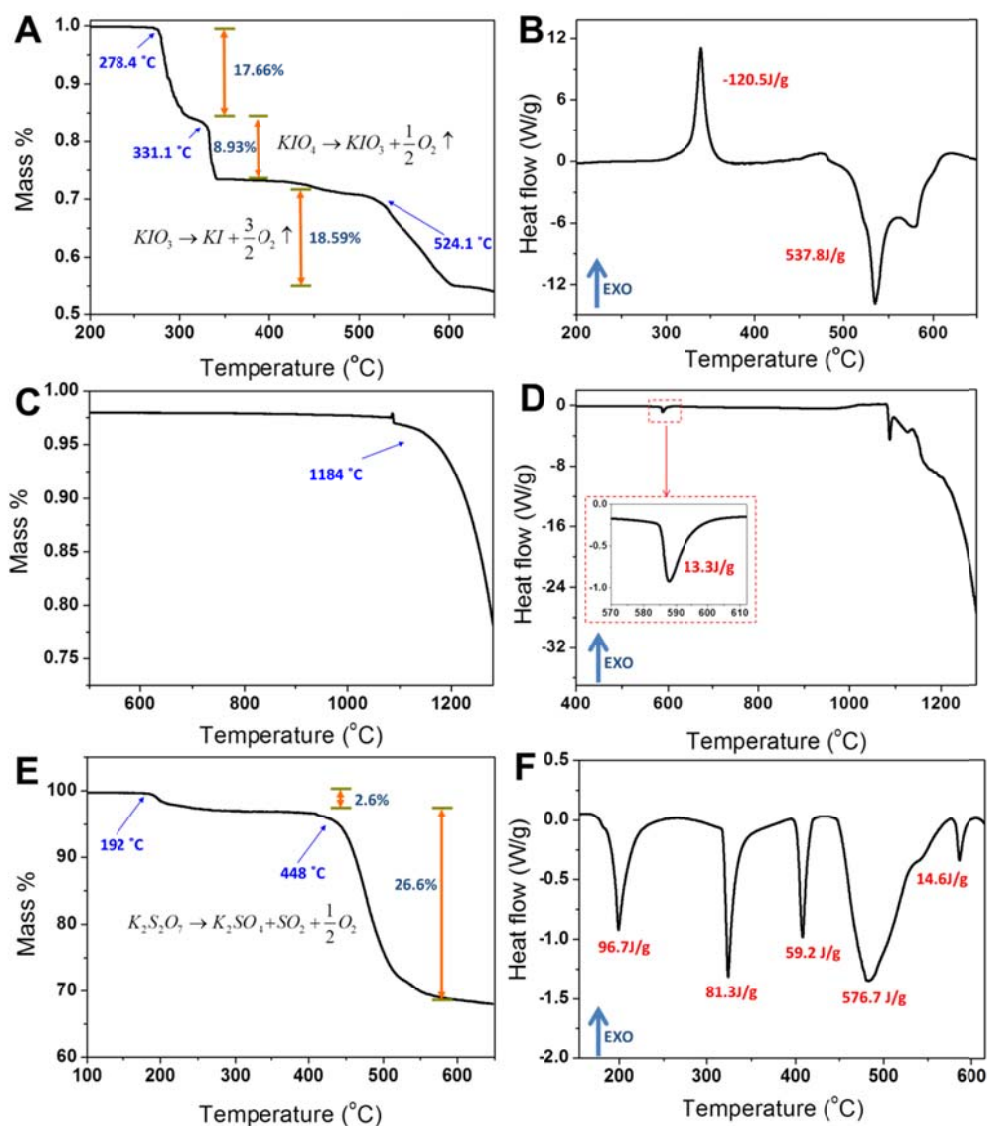 A
1.0
0.9
0.8
0.7
0.6
0.5
Mass %
278.4 °C
17.66%
331.1 °C
8.93%
KIO₄ → KIO₃ + 1/2 O₂ ↑
KIO₃ → KI + 3/2 O₂ ↑
18.59%
524.1 °C
200 300 400 500 600
Temperature (°C)
B
12
6
0
-6
-12
Heat flow (W/g)
-120.5J/g
537.8J/g
EXO
200 300 400 500 600
Temperature (°C)
C
1.00
0.95
0.90
0.85
0.80
0.75
Mass %
1184 °C
600 800 1000 1200
Temperature (°C)
D
0
-8
-16
-24
-32
Heat flow (W/g)
0.0
-0.5
-1.0
13.3J/g
570 580 590 600 610
EXO
400 600 800 1000 1200
Temperature (°C)
E
100
90
80
70
60
Mass %
192 °C
2.6%
448 °C
26.6%
K₂S₂O₇ → K₂SO₄ + SO₂ + 1/2 O₂
100 200 300 400 500 600
Temperature (°C)
F
0.5
0.0
-0.5
-1.0
-1.5
-2.0
Heat flow (W/g)
96.7J/g
81.3J/g
59.2 J/g
576.7 J/g
14.6J/g
EXO
200 300 400 500 600
Temperature (°C)